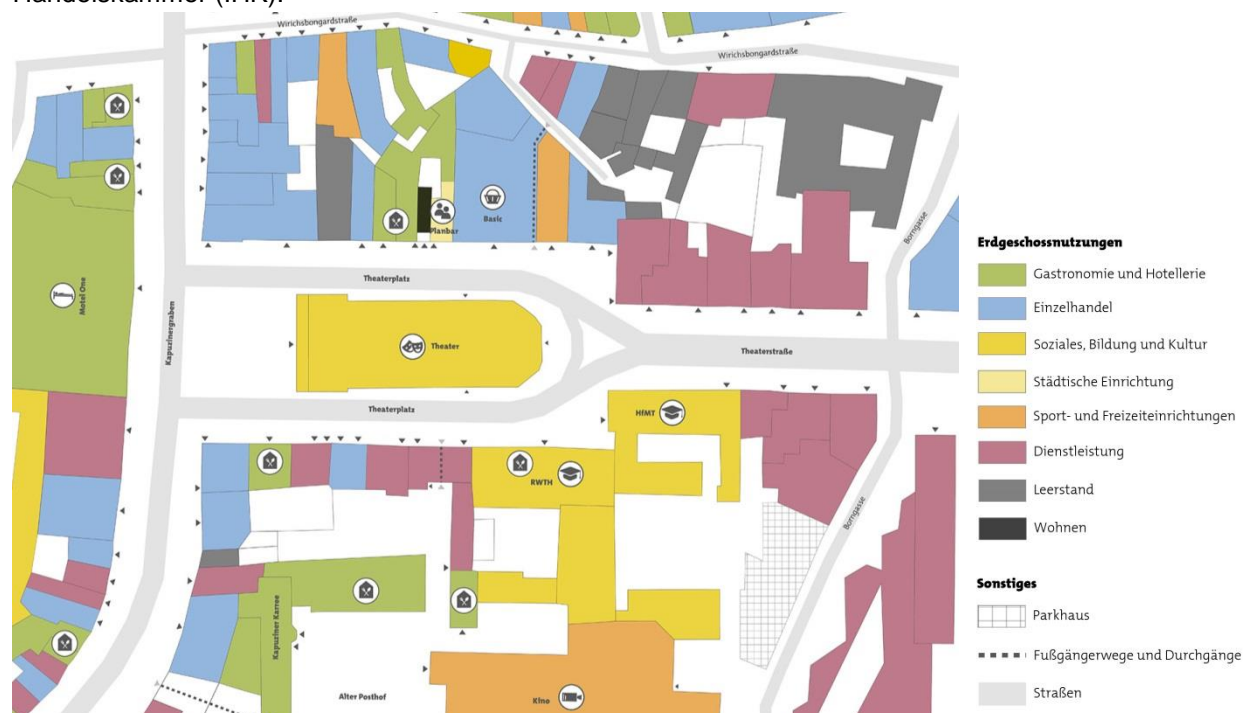 Handelskammer (IHK).
Wirichsbongardstraße
Wirichsbongardstraße
Motel One
Kapuzinergraben
Planbar
Basic
Borngasse
Theaterplatz
Theater
Theaterstraße
Theaterplatz
HfMT
RWTH
Borngasse
Kapuziner Karree
Alter Posthof
Kino
Erdgeschossnutzungen
Gastronomie und Hotellerie
Einzelhandel
Soziales, Bildung und Kultur
Städtische Einrichtung
Sport- und Freizeiteinrichtungen
Dienstleistung
Leerstand
Wohnen
Sonstiges
Parkhaus
Fußgängerwege und Durchgänge
Straßen